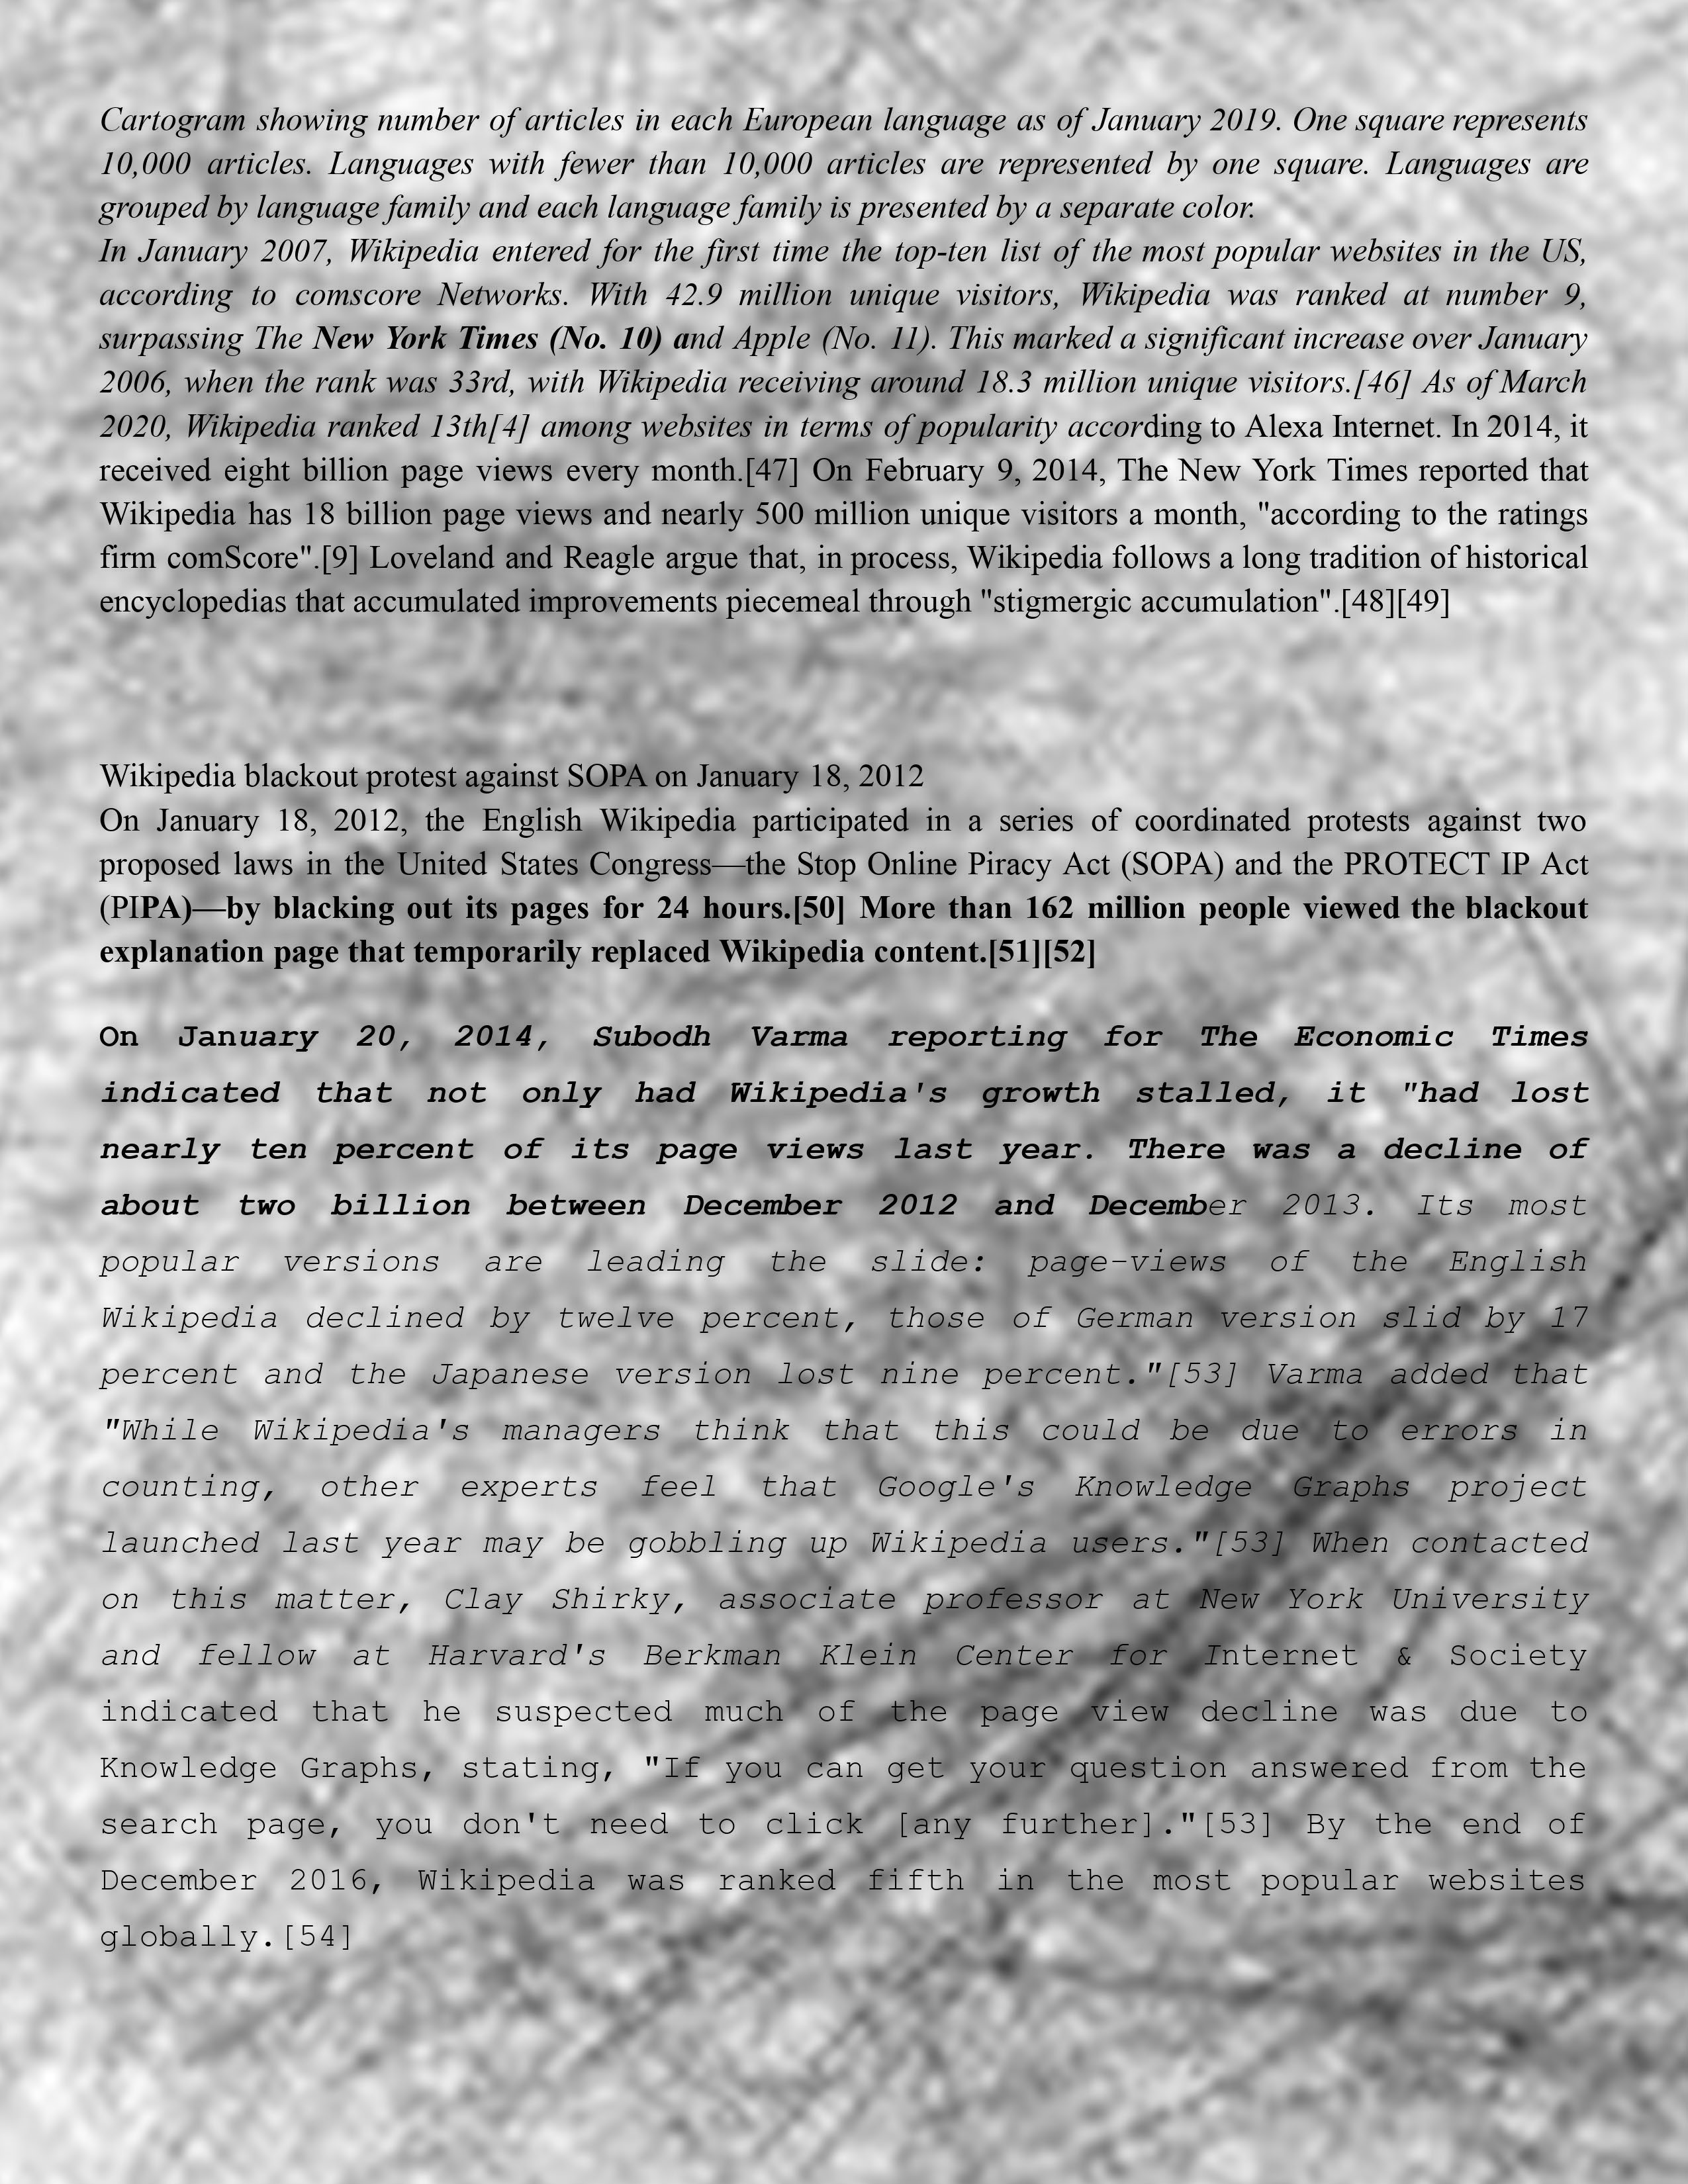 Cartogram showing number of articles in each European language as of January 2019. One square represents
10,000 articles. Languages with fewer than 10,000 articles are represented by one square. Languages are
grouped by language family and each language family is presented by a separate color.
In January 2007, Wikipedia entered for the first time the top-ten list of the most popular websites in the US,
according to comscore Networks. With 42.9 million unique visitors, Wikipedia was ranked at number 9,
surpassing The New York Times (No. 10) and Apple (No. 11). This marked a significant increase over January
2006, when the rank was 33rd, with Wikipedia receiving around 18.3 million unique visitors.[46] As of March
2020, Wikipedia ranked 13th[4] among websites in terms of popularity according to Alexa Internet. In 2014, it
received eight billion page views every month.[47] On February 9, 2014, The New York Times reported that
Wikipedia has 18 billion page views and nearly 500 million unique visitors a month, "according to the ratings
firm comScore".[9] Loveland and Reagle argue that, in process, Wikipedia follows a long tradition of historical
encyclopedias that accumulated improvements piecemeal through "stigmergic accumulation".[48][49]
Wikipedia blackout protest against SOPA on January 18, 2012
On January 18, 2012, the English Wikipedia participated in a series of coordinated protests against two
proposed laws in the United States Congress—the Stop Online Piracy Act (SOPA) and the PROTECT IP Act
(PIPA)—by blacking out its pages for 24 hours.[50] More than 162 million people viewed the blackout
explanation page that temporarily replaced Wikipedia content.[51][52]
On January 20, 2014, Subodh Varma reporting for The Economic Times
indicated that not only had Wikipedia's growth stalled, it "had lost
nearly ten percent of its page views last year. There was a decline of
about two billion between December 2012 and December 2013. Its most
popular versions are leading the slide: page-views of the English
Wikipedia declined by twelve percent, those of German version slid by 17
percent and the Japanese version lost nine percent."[53] Varma added that
"While Wikipedia's managers think that this could be due to errors in
counting, other experts feel that Google's Knowledge Graphs project
launched last year may be gobbling up Wikipedia users."[53] When contacted
on this matter, Clay Shirky, associate professor at New York University
and fellow at Harvard's Berkman Klein Center for Internet & Society
indicated that he suspected much of the page view decline was due to
Knowledge Graphs, stating, "If you can get your question answered from the
search page, you don't need to click [any further]."[53] By the end of
December 2016, Wikipedia was ranked fifth in the most popular websites
globally.[54]